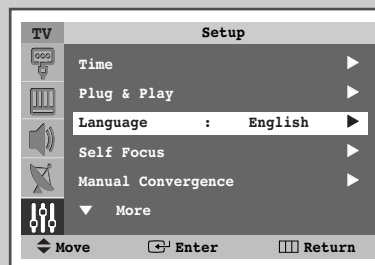 TV Setup
Time
Plug & Play
Language : English
Self Focus
Manual Convergence
More
Move Enter Return